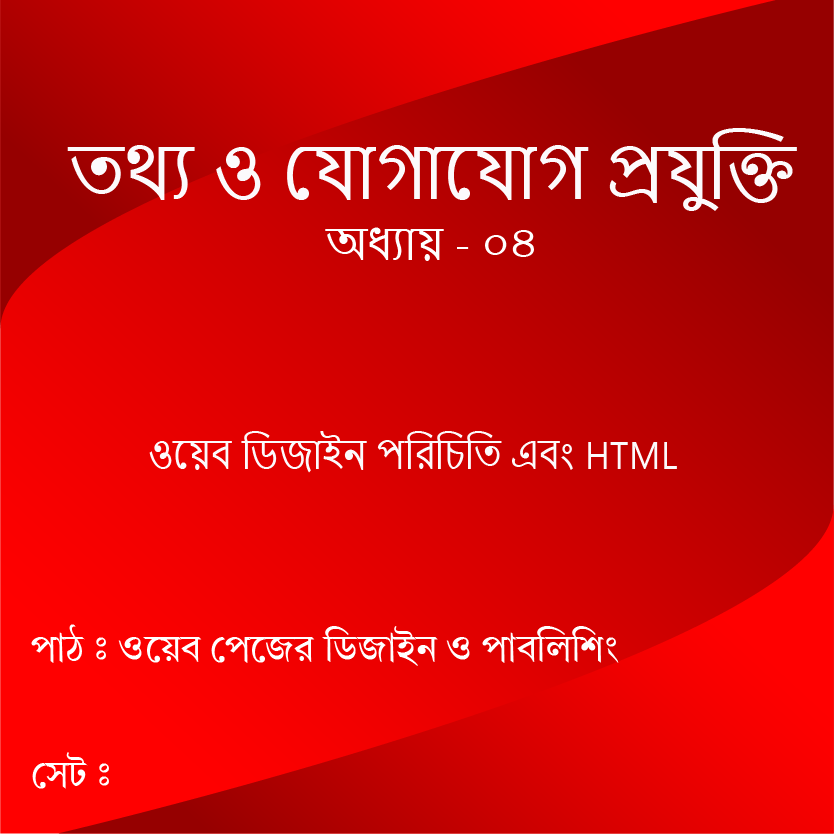 তথ্য ও যোগাযোগ প্রযুক্তি
অধ্যায় - ০৪
ওয়েব ডিজাইন পরিচিতি এবং HTML
পাঠ ঃ ওয়েব পেজের ডিজাইন ও পাবলিশিং
সেট ঃ